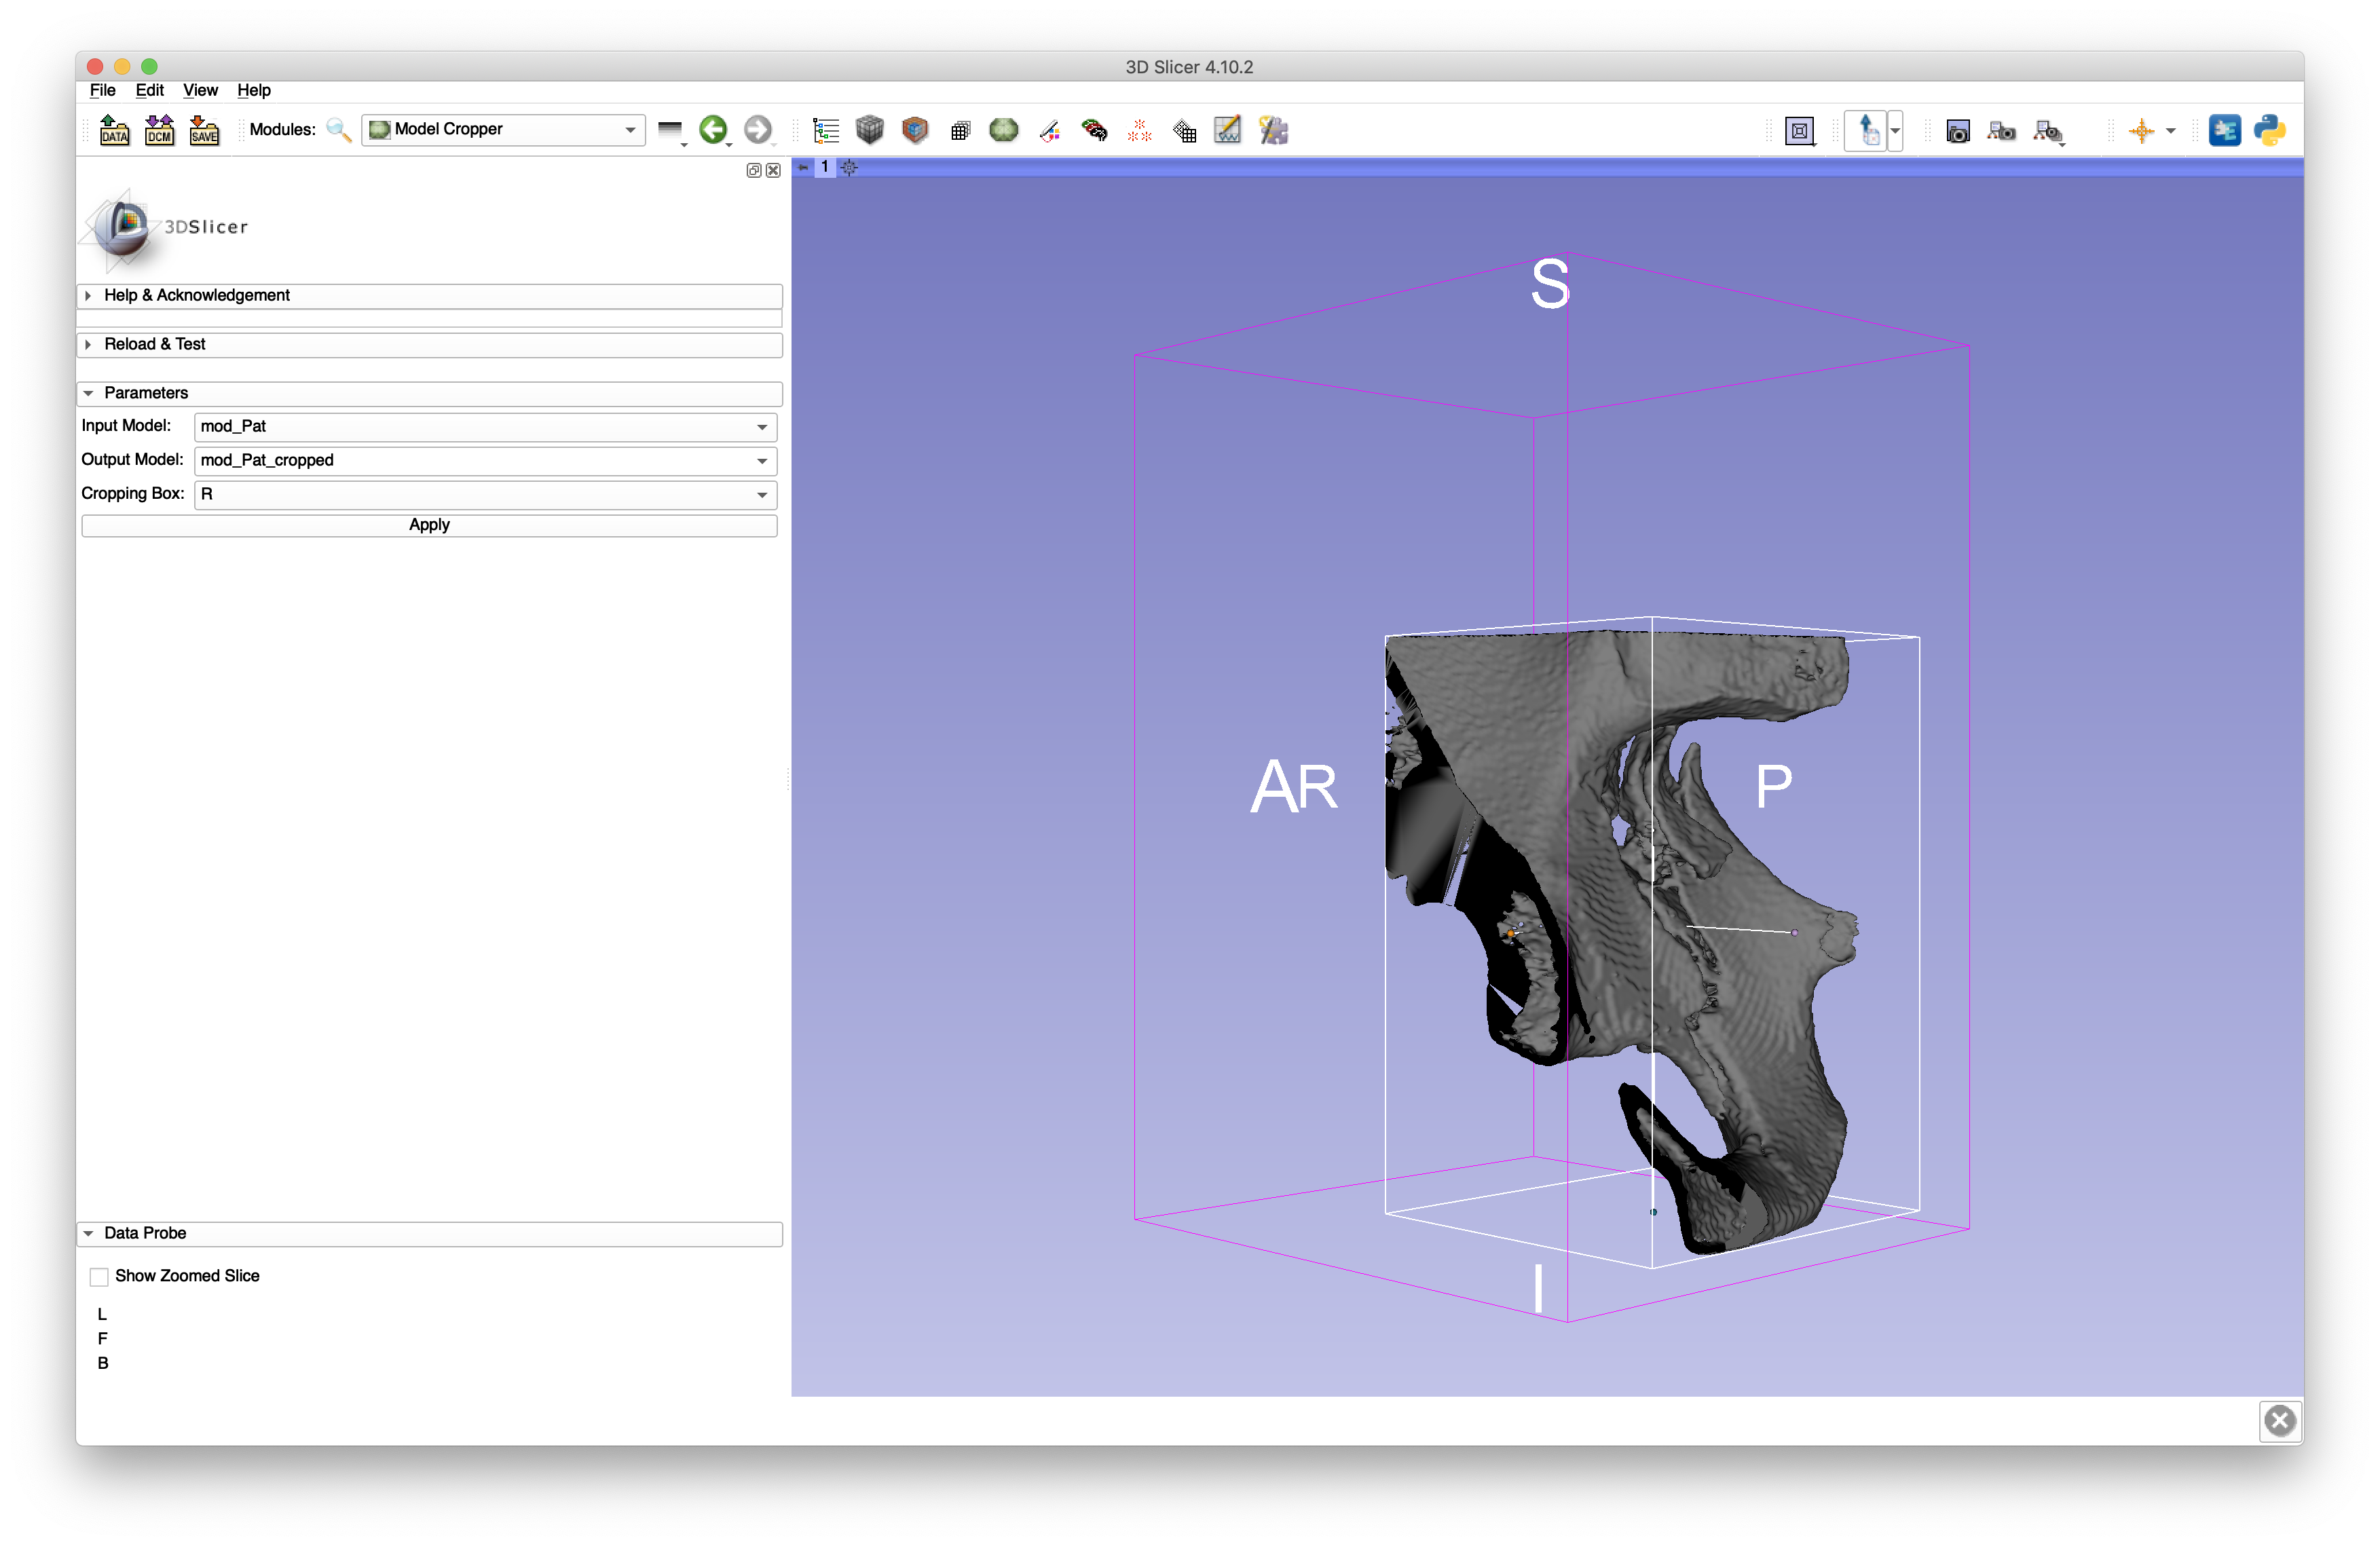 3D Slicer 4.10.2
File Edit View Help
DATA DCM SAVE Modules: Model Cropper
1
3DSlicer
Help & Acknowledgement
Reload & Test
Parameters
Input Model: mod_Pat
Output Model: mod_Pat_cropped
Cropping Box: R
Apply
S
A R P
I
Data Probe
Show Zoomed Slice
L
F
B